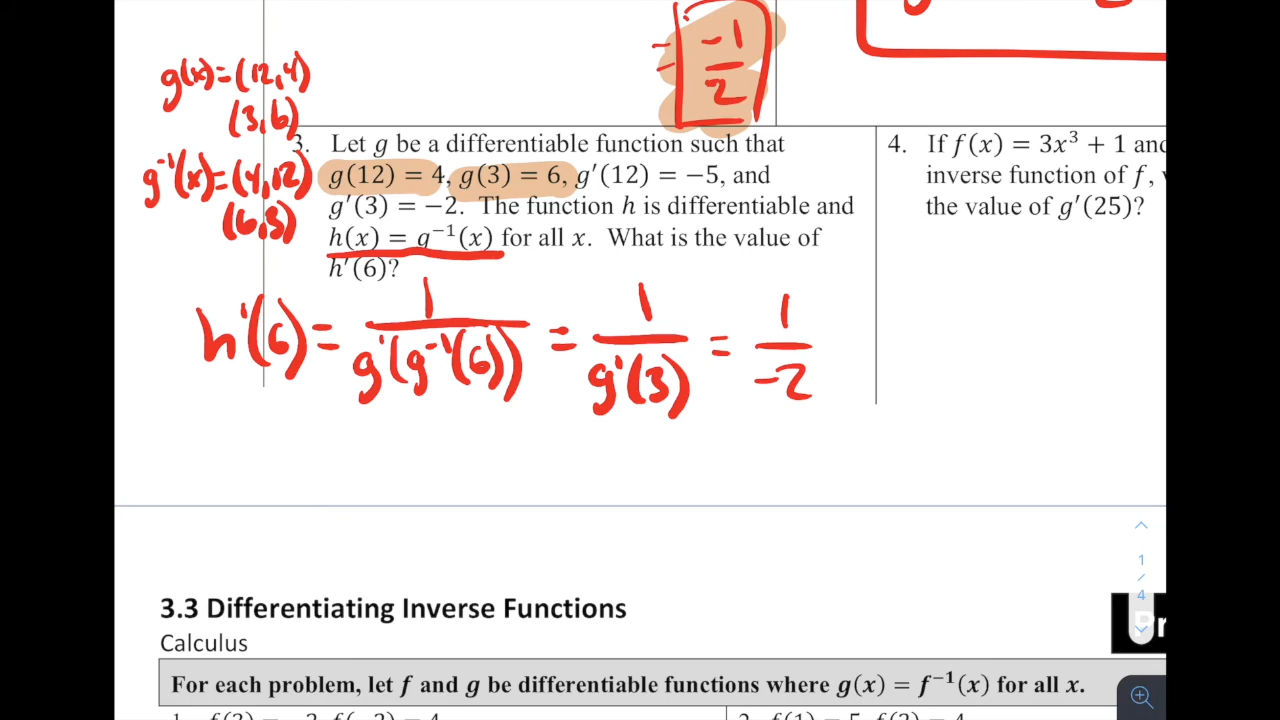 -1
2
g(x)=(12,4)
(3,6)
g⁻¹(x)=(4,12)
(6,3)
3. Let g be a differentiable function such that
g(12) = 4, g(3) = 6, g′(12) = −5, and
g′(3) = −2. The function h is differentiable and
h(x) = g⁻¹(x) for all x. What is the value of
h′(6)?
h'(6) = 1/g'(g⁻¹(6)) = 1/g'(3) = 1/-2
4. If f(x) = 3x³ + 1 and
inverse function of f,
the value of g′(25)?
1
/
4
3.3 Differentiating Inverse Functions
Calculus
For each problem, let f and g be differentiable functions where g(x) = f⁻¹(x) for all x.